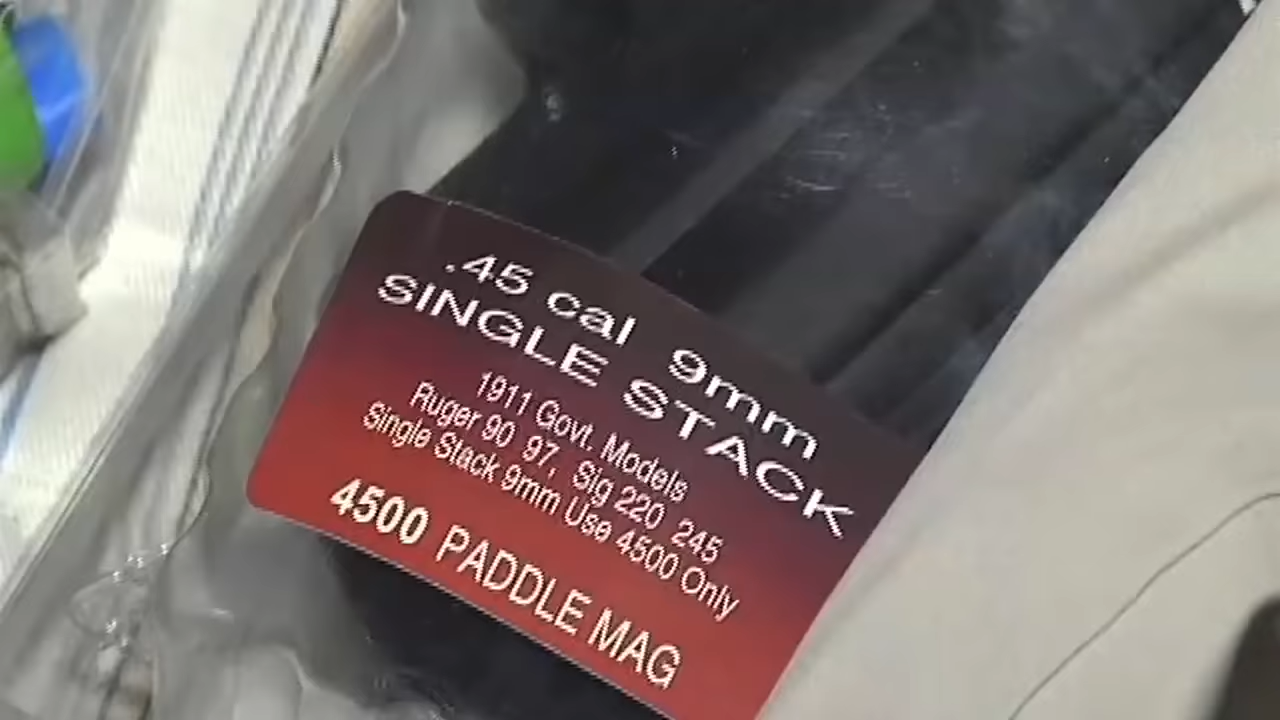 .45 cal 9mm
SINGLE STACK
1911 Govt. Models
Ruger 90 97, Sig 220 245
Single Stack 9mm Use 4500 Only
4500 PADDLE MAG